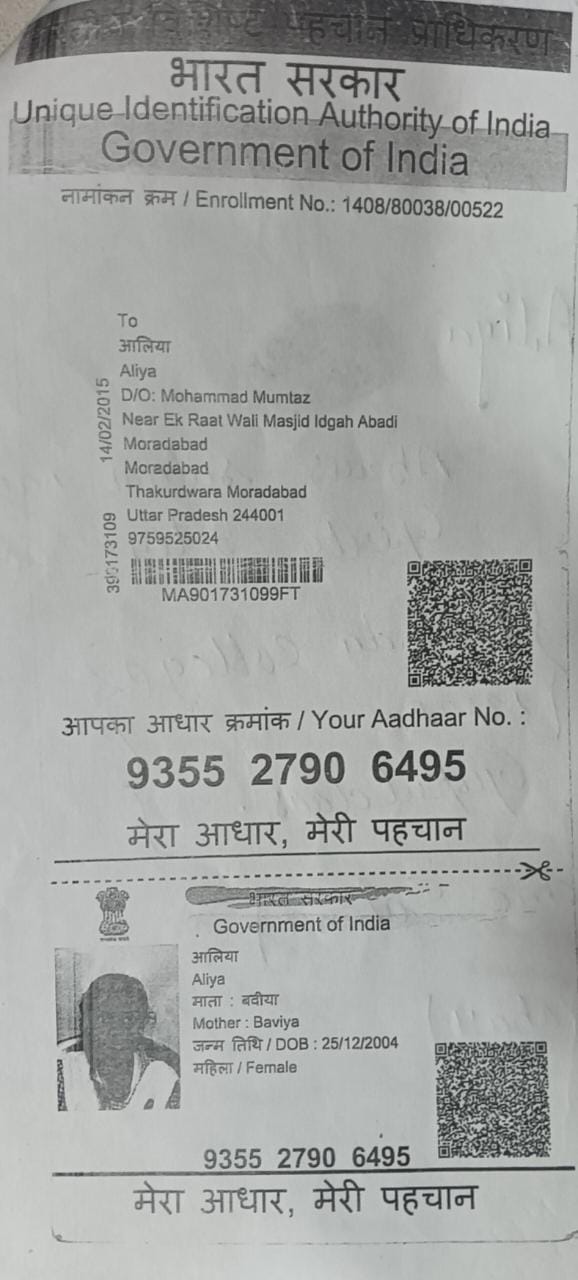 विशिष्ट पहचान प्राधिकरण
भारत सरकार
Unique Identification Authority of India
Government of India
नामांकन क्रम / Enrollment No.: 1408/80038/00522
To
आलिया
Aliya
D/O: Mohammad Mumtaz
Near Ek Raat Wali Masjid Idgah Abadi
Moradabad
Moradabad
Thakurdwara Moradabad
Uttar Pradesh 244001
9759525024
14/02/2015
MA901731099FT
आपका आधार क्रमांक / Your Aadhaar No. :
9355 2790 6495
मेरा आधार, मेरी पहचान
भारत सरकार
Government of India
आलिया
Aliya
माता : बवीया
Mother : Baviya
जन्म तिथि / DOB : 25/12/2004
महिला / Female
9355 2790 6495
मेरा आधार, मेरी पहचान